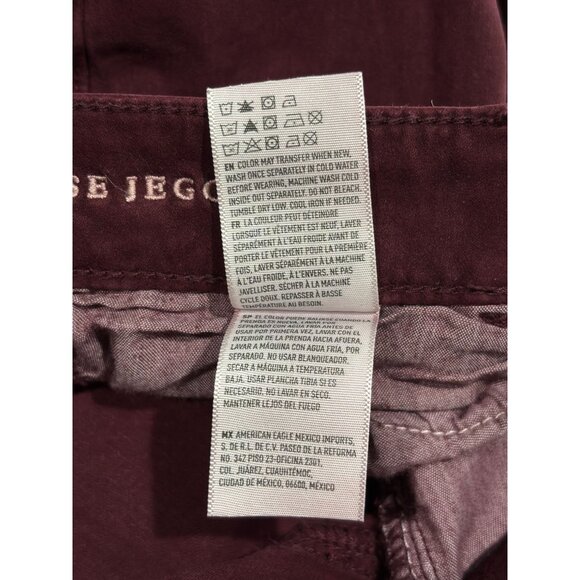 SE JEGG
EN COLOR MAY TRANSFER WHEN NEW,
WASH ONCE SEPARATELY IN COLD WATER
BEFORE WEARING, MACHINE WASH COLD
INSIDE OUT SEPARATELY. DO NOT BLEACH.
TUMBLE DRY LOW. COOL IRON IF NEEDED.
FR LA COULEUR PEUT DÉTEINDRE
LORSQUE LE VÊTEMENT EST NEUF, LAVER
SÉPARÉMENT À L'EAU FROIDE AVANT DE
PORTER LE VÊTEMENT POUR LA PREMIÈRE
FOIS, LAVER SÉPARÉMENT À LA MACHINE
À L'EAU FROIDE, À L'ENVERS. NE PAS
JAVELLISER. SÉCHER À LA MACHINE
CYCLE DOUX. REPASSER À BASSE
TEMPÉRATURE AU BESOIN.
SP EL COLOR PUEDE
PRENDA ES NUEVA, LAVAR POR
SEPARADO CON AGUA FRÍA ANTES DE
USAR POR PRIMERA VEZ, LAVAR CON EL
INTERIOR DE LA PRENDA HACIA AFUERA,
LAVAR A MÁQUINA CON AGUA FRÍA, POR
SEPARADO. NO USAR BLANQUEADOR.
SECAR A MÁQUINA A TEMPERATURA
BAJA. USAR PLANCHA TIBIA SI ES
NECESARIO. NO LAVAR EN SECO.
MANTENER LEJOS DEL FUEGO
MX AMERICAN EAGLE MEXICO IMPORTS,
S. DE R.L. DE C.V. PASEO DE LA REFORMA
NO. 342 PISO 23-OFICINA 2301,
COL. JUÁREZ, CUAUHTÉMOC,
CIUDAD DE MÉXICO, 06600, MÉXICO